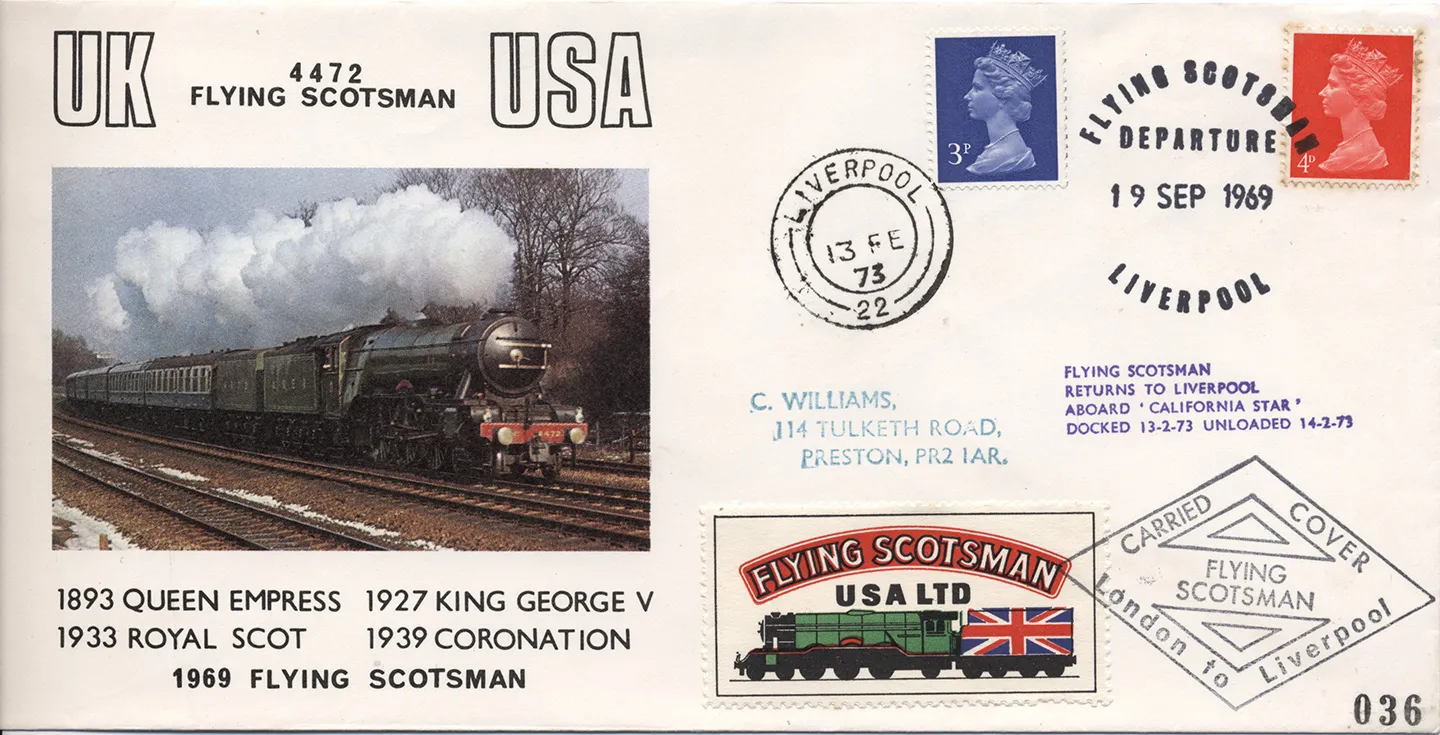 UK
4472
FLYING SCOTSMAN
USA
4472
1893 QUEEN EMPRESS 1927 KING GEORGE V
1933 ROYAL SCOT 1939 CORONATION
1969 FLYING SCOTSMAN
3P
4D
LIVERPOOL
13 FE
73
22
FLYING SCOTSMAN
DEPARTURE
19 SEP 1969
LIVERPOOL
C. WILLIAMS,
114 TULKETH ROAD,
PRESTON, PR2 1AR.
FLYING SCOTSMAN
RETURNS TO LIVERPOOL
ABOARD 'CALIFORNIA STAR'
DOCKED 13-2-73 UNLOADED 14-2-73
FLYING SCOTSMAN
USA LTD
CARRIED COVER
FLYING
SCOTSMAN
London to Liverpool
036